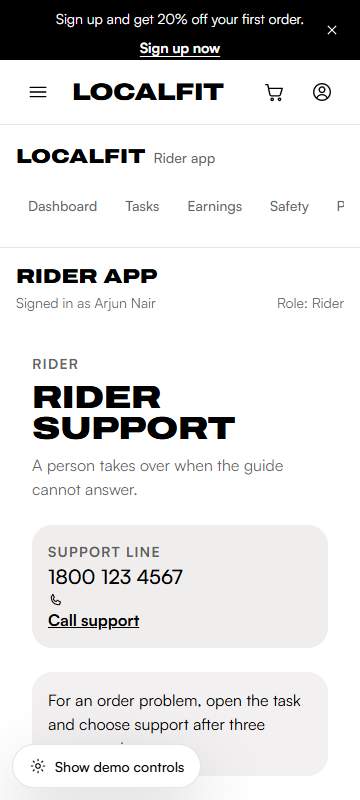 Sign up and get 20% off your first order.
Sign up now
LOCALFIT
LOCALFIT Rider app
Dashboard Tasks Earnings Safety P
RIDER APP
Signed in as Arjun Nair Role: Rider
RIDER
RIDER
SUPPORT
A person takes over when the guide
cannot answer.
SUPPORT LINE
1800 123 4567
Call support
For an order problem, open the task
and choose support after three
Show demo controls